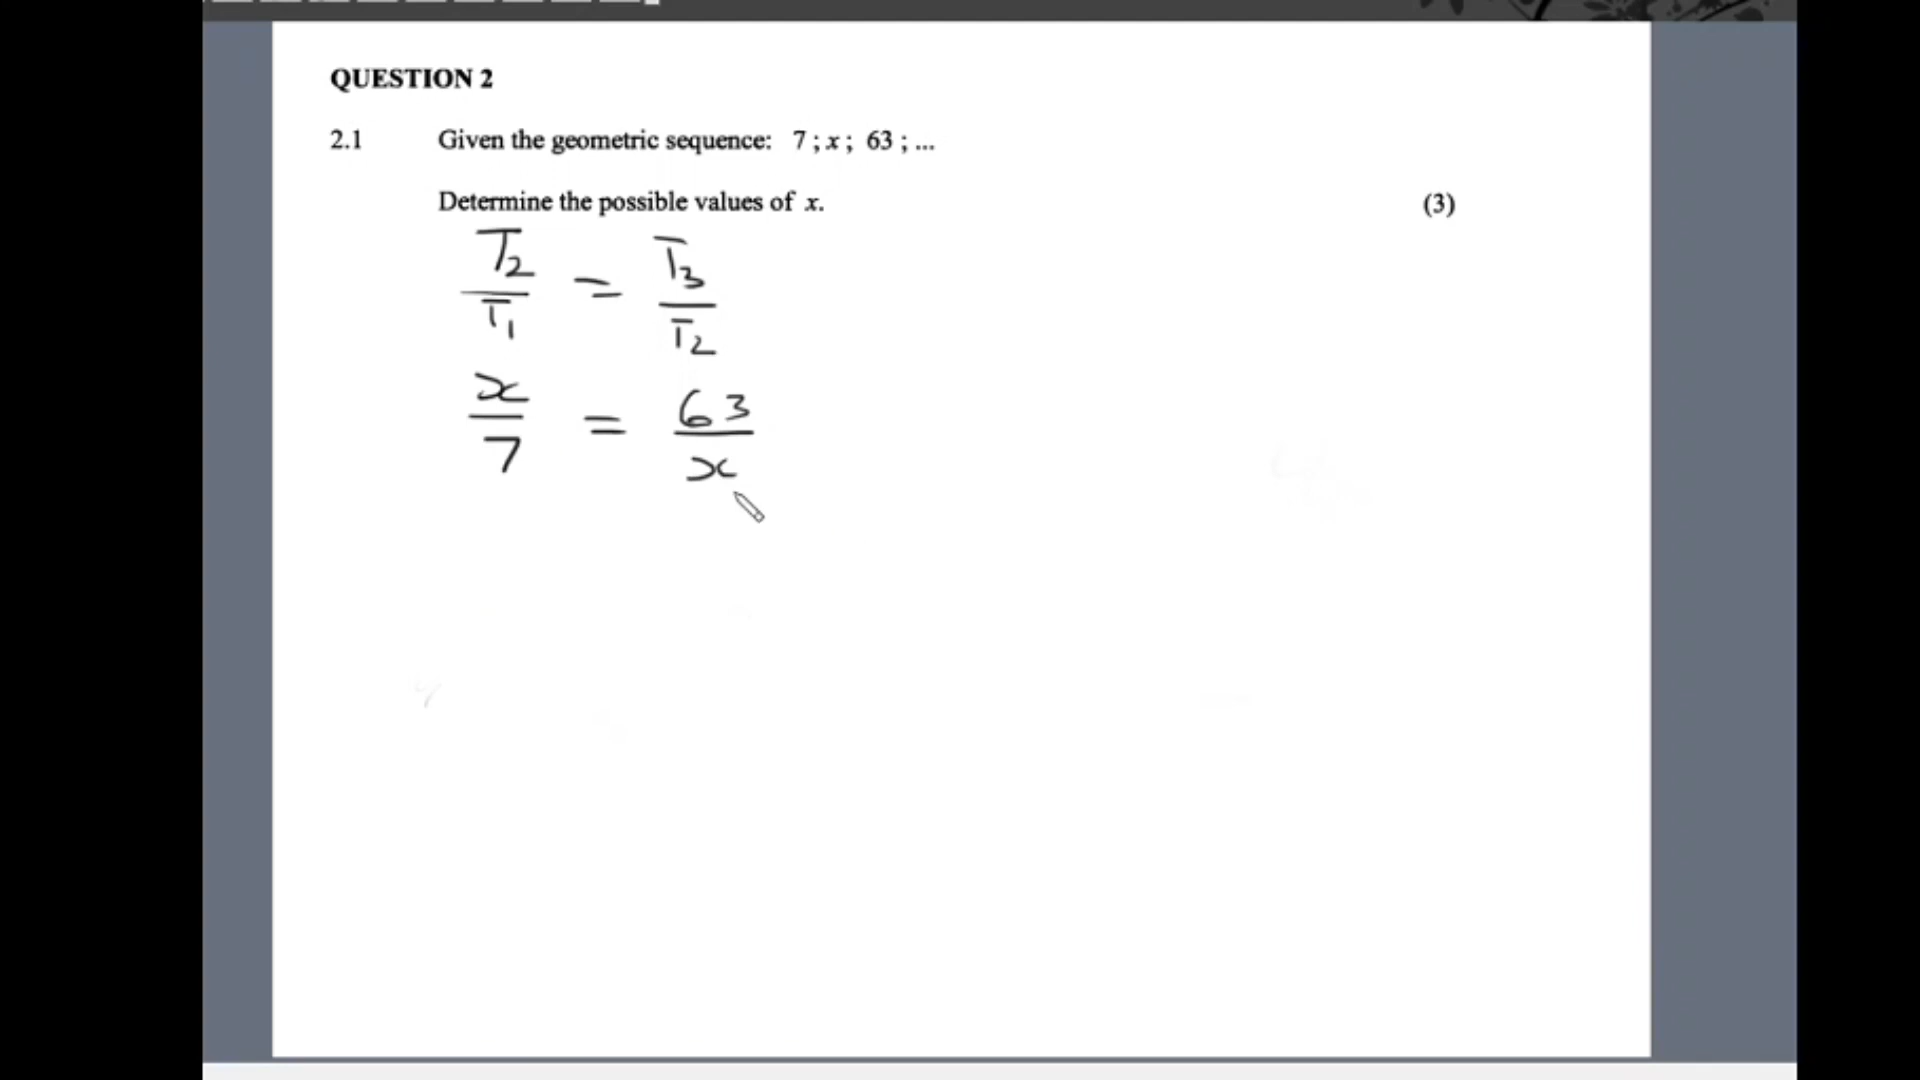 QUESTION 2
2.1 Given the geometric sequence: 7 ; x ; 63 ; ...
Determine the possible values of x. (3)
T₂/T₁ = T₃/T₂
x/7 = 63/x